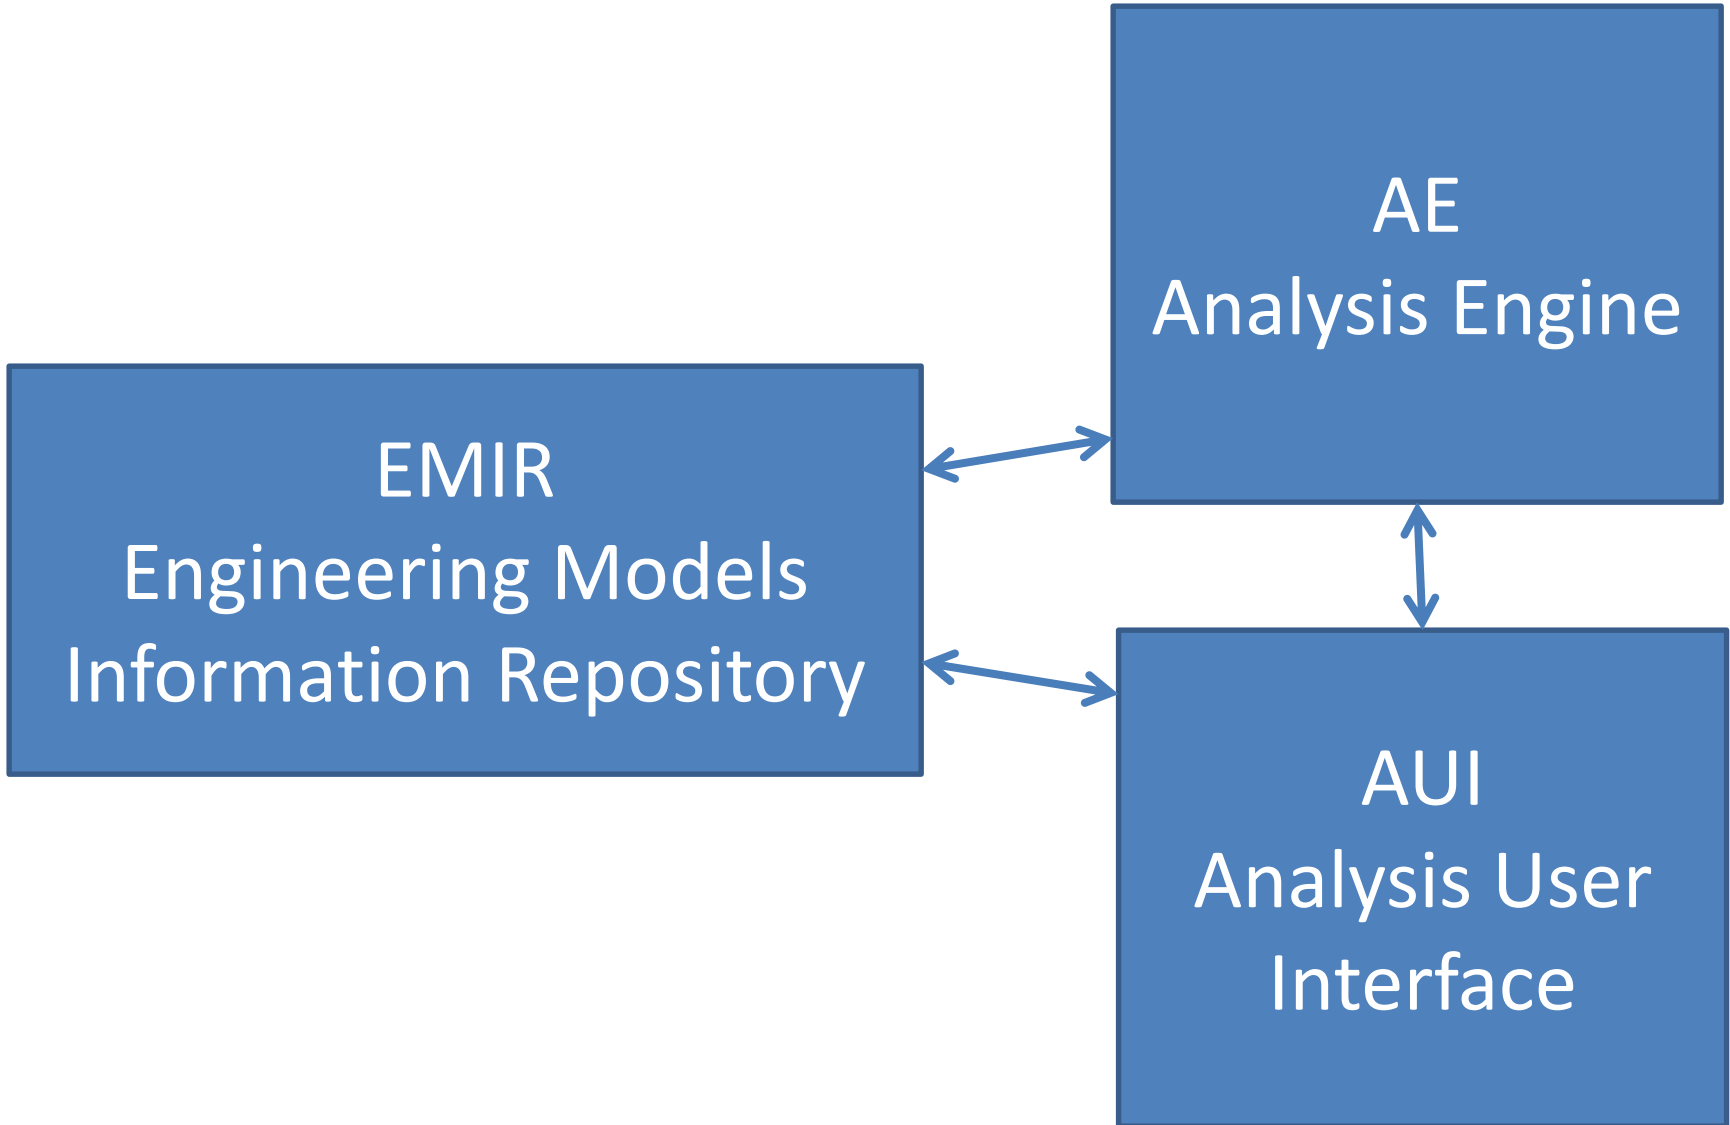 AE
Analysis Engine
EMIR
Engineering Models
Information Repository
AUI
Analysis User
Interface